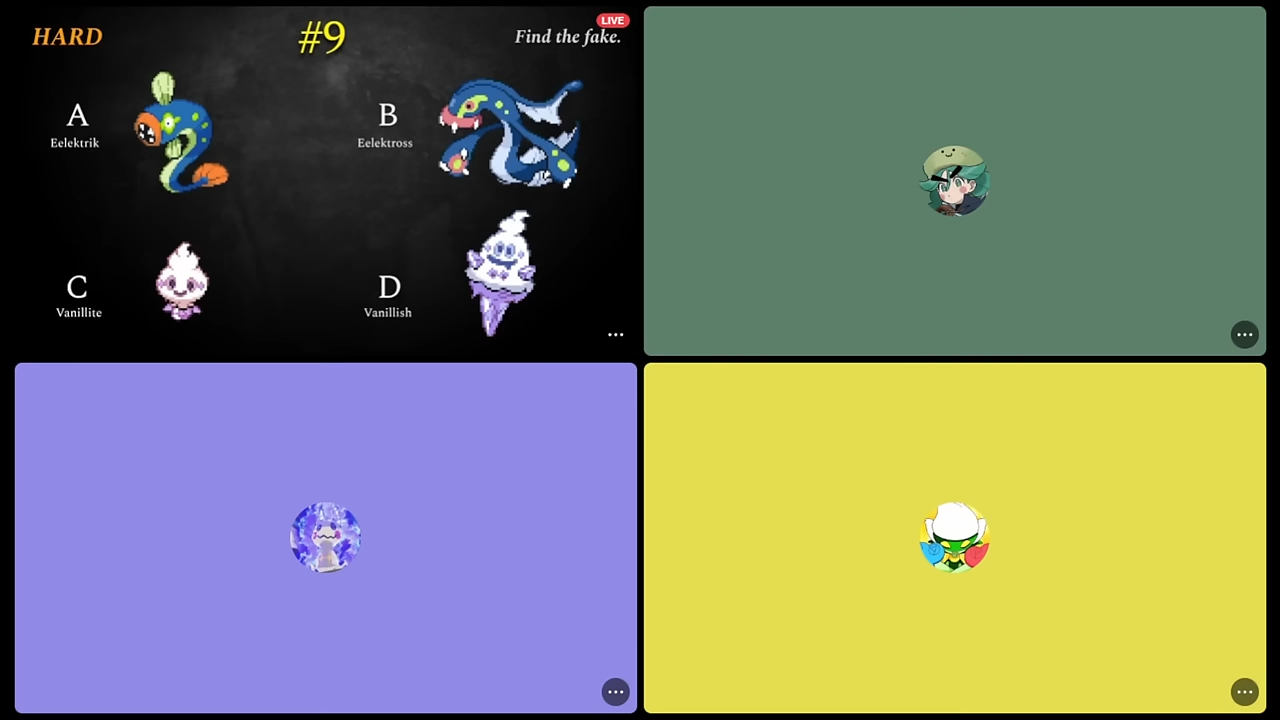 HARD
#9
LIVE
Find the fake.
A
Eelektrik
B
Eelektross
C
Vanillite
D
Vanillish